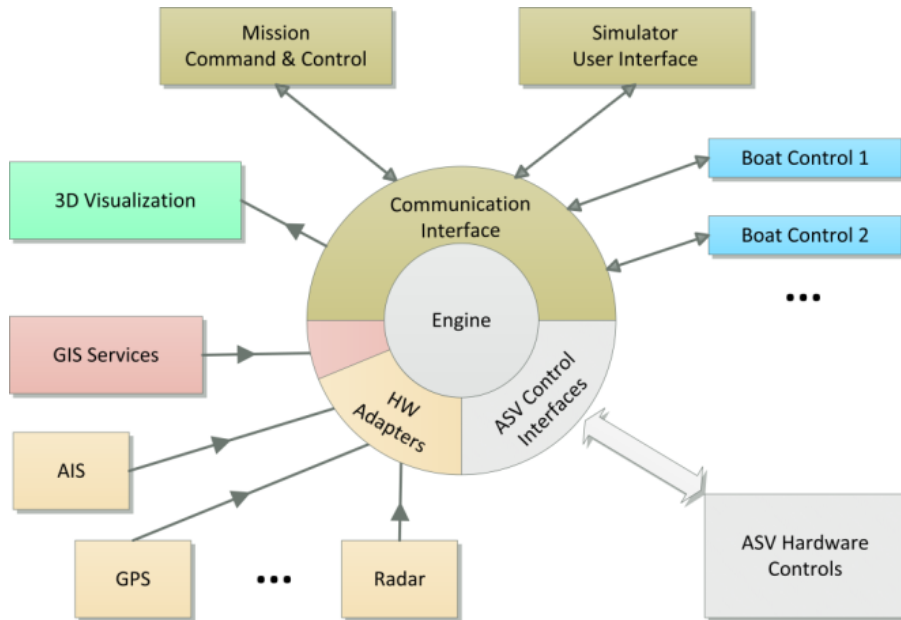 Mission
Command & Control
Simulator
User Interface
Boat Control 1
3D Visualization
Communication
Interface
Boat Control 2
...
Engine
GIS Services
HW
Adapters
ASV Control
Interfaces
AIS
GPS
...
Radar
ASV Hardware
Controls